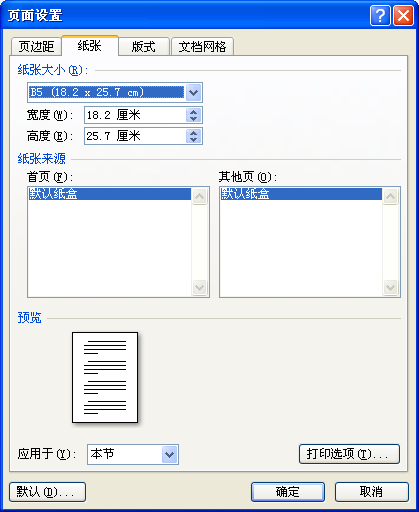 页面设置
页边距 纸张 版式 文档网格
纸张大小(R):
B5 (18.2 x 25.7 cm)
宽度(W): 18.2 厘米
高度(E): 25.7 厘米
纸张来源
首页(F): 其他页(O):
默认纸盒 默认纸盒
预览
应用于(Y): 本节 打印选项(T)...
默认(D)... 确定 取消